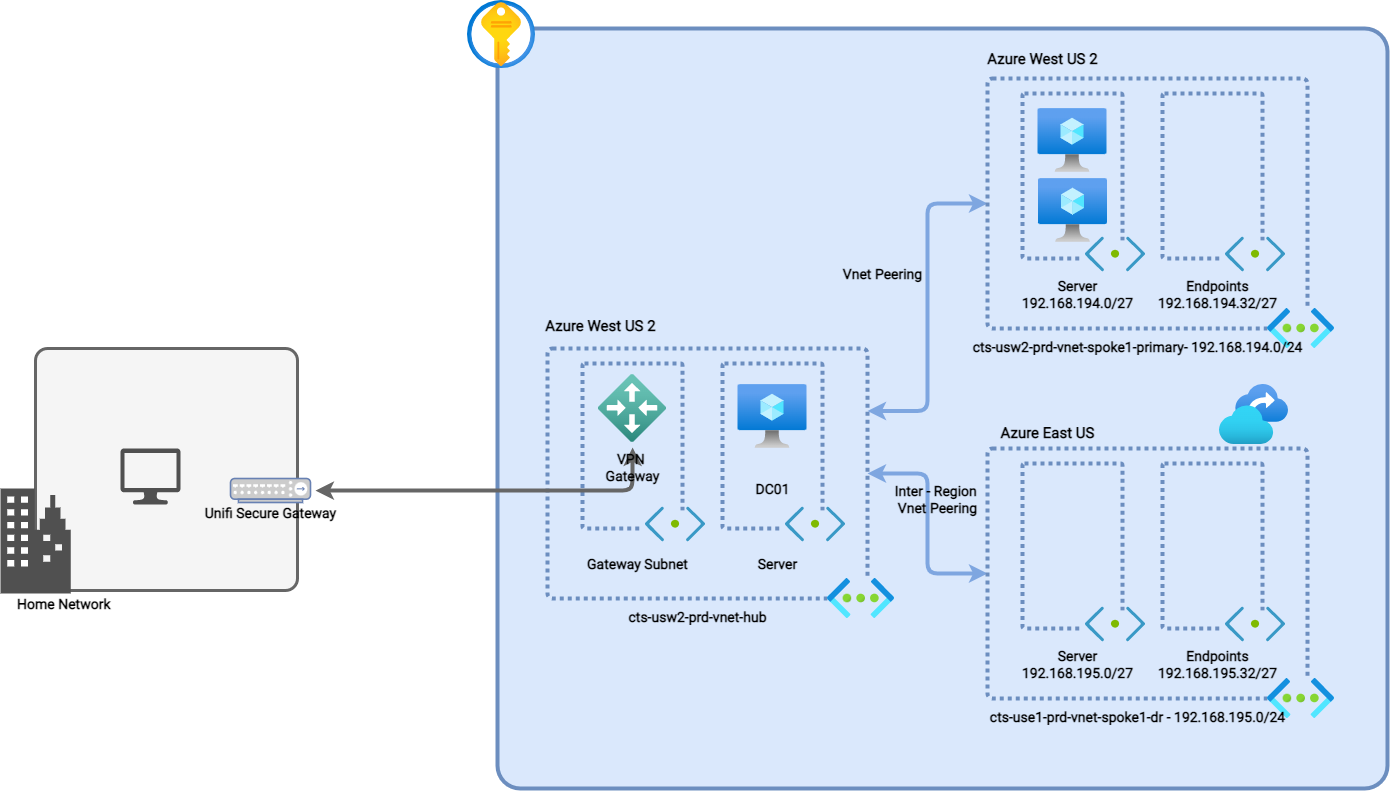 Azure West US 2
Server
192.168.194.0/27
Endpoints
192.168.194.32/27
cts-usw2-prd-vnet-spoke1-primary- 192.168.194.0/24
Vnet Peering
Azure West US 2
VPN
Gateway
DC01
Gateway Subnet
Server
cts-usw2-prd-vnet-hub
Inter - Region
Vnet Peering
Azure East US
Server
192.168.195.0/27
Endpoints
192.168.195.32/27
cts-use1-prd-vnet-spoke1-dr - 192.168.195.0/24
Unifi Secure Gateway
Home Network